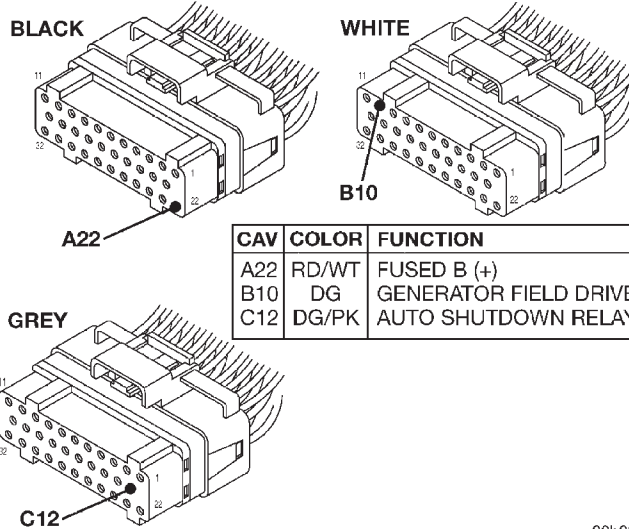 BLACK
WHITE
11
32
1
22
A22
11
32
1
22
B10
CAV COLOR FUNCTION
A22 RD/WT FUSED B (+)
B10 DG GENERATOR FIELD DRIVE
C12 DG/PK AUTO SHUTDOWN RELAY
GREY
32
1
22
C12